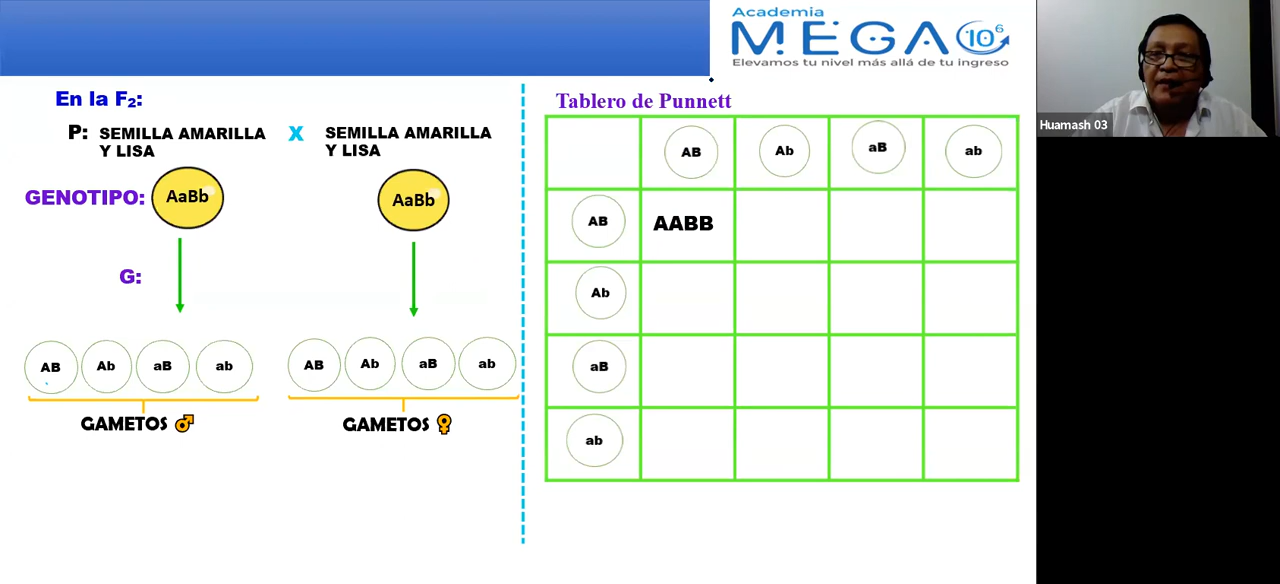 Academia
MEGA 10⁶
Elevamos tu nivel más allá de tu ingreso
Huamash 03
En la F₂:
P: SEMILLA AMARILLA Y LISA X SEMILLA AMARILLA Y LISA
GENOTIPO: AaBb AaBb
G:
AB Ab aB ab AB Ab aB ab
GAMETOS ♂ GAMETOS ♀
Tablero de Punnett
AB Ab aB ab
AB AABB
Ab
aB
ab